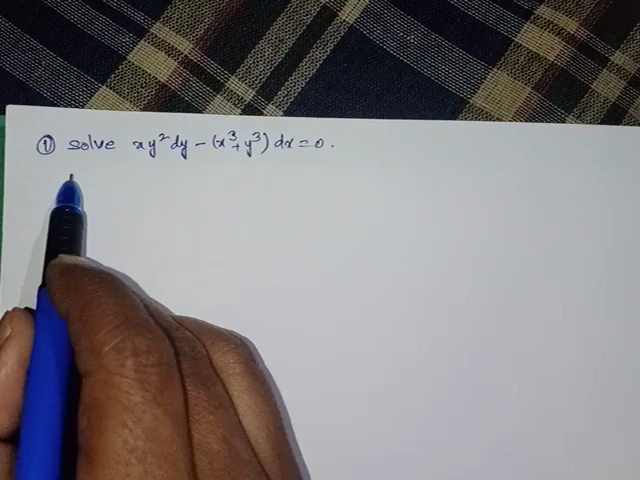 ① solve xy²dy - (x³+y³) dx = 0.